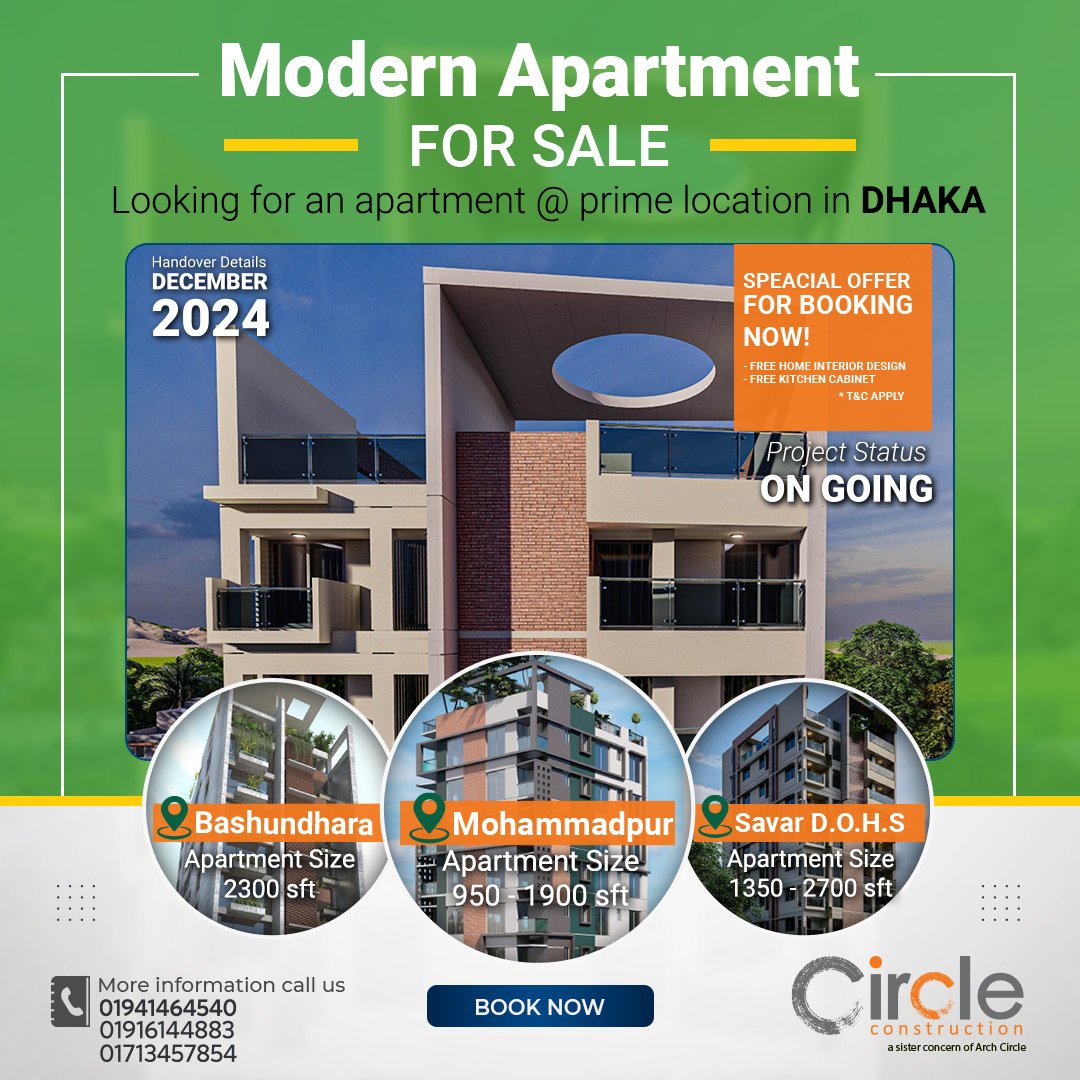 Modern Apartment
FOR SALE
Looking for an apartment @ prime location in DHAKA
Handover Details
DECEMBER
2024
SPEACIAL OFFER
FOR BOOKING
NOW!
- FREE HOME INTERIOR DESIGN
- FREE KITCHEN CABINET
* T&C APPLY
Project Status
ON GOING
Bashundhara
Apartment Size
2300 sft
Mohammadpur
Apartment Size
950 - 1900 sft
Savar D.O.H.S
Apartment Size
1350 - 2700 sft
More information call us
01941464540
01916144883
01713457854
BOOK NOW
Circle
construction
a sister concern of Arch Circle